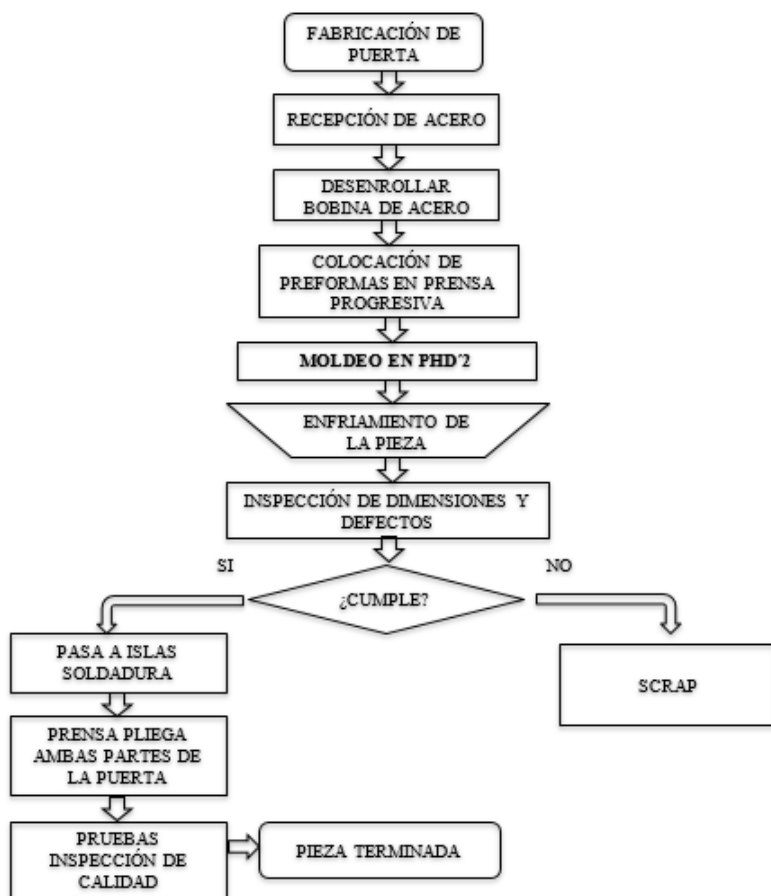 FABRICACIÓN DE
PUERTA
RECEPCIÓN DE ACERO
DESENROLLAR
BOBINA DE ACERO
COLOCACIÓN DE
PREFORMAS EN PRENSA
PROGRESIVA
MOLDEO EN PHD´2
ENFRIAMIENTO DE
LA PIEZA
INSPECCIÓN DE DIMENSIONES Y
DEFECTOS
SI
NO
¿CUMPLE?
PASA A ISLAS
SOLDADURA
SCRAP
PRENSA PLIEGA
AMBAS PARTES DE
LA PUERTA
PRUEBAS
INSPECCIÓN DE
CALIDAD
PIEZA TERMINADA